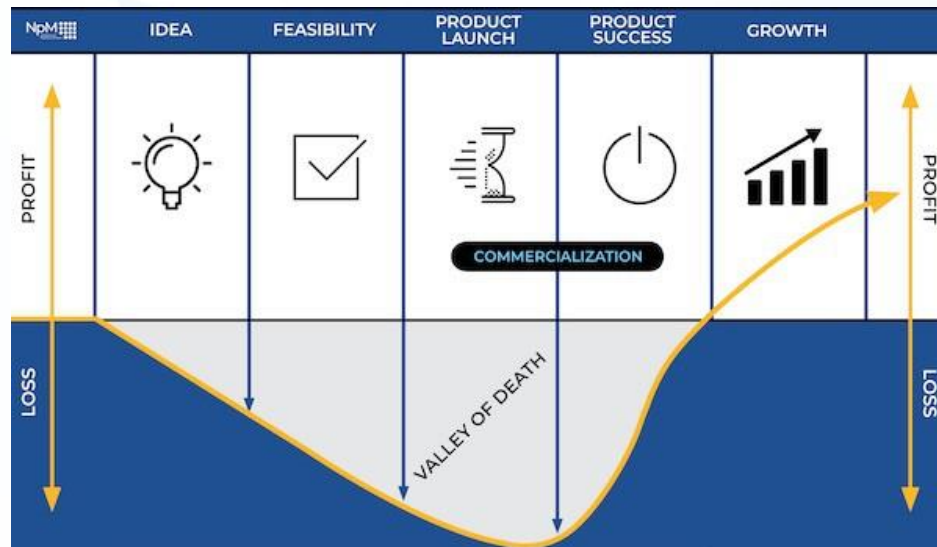 NpM
IDEA
FEASIBILITY
PRODUCT
LAUNCH
PRODUCT
SUCCESS
GROWTH
PROFIT
PROFIT
COMMERCIALIZATION
LOSS
VALLEY OF DEATH
LOSS